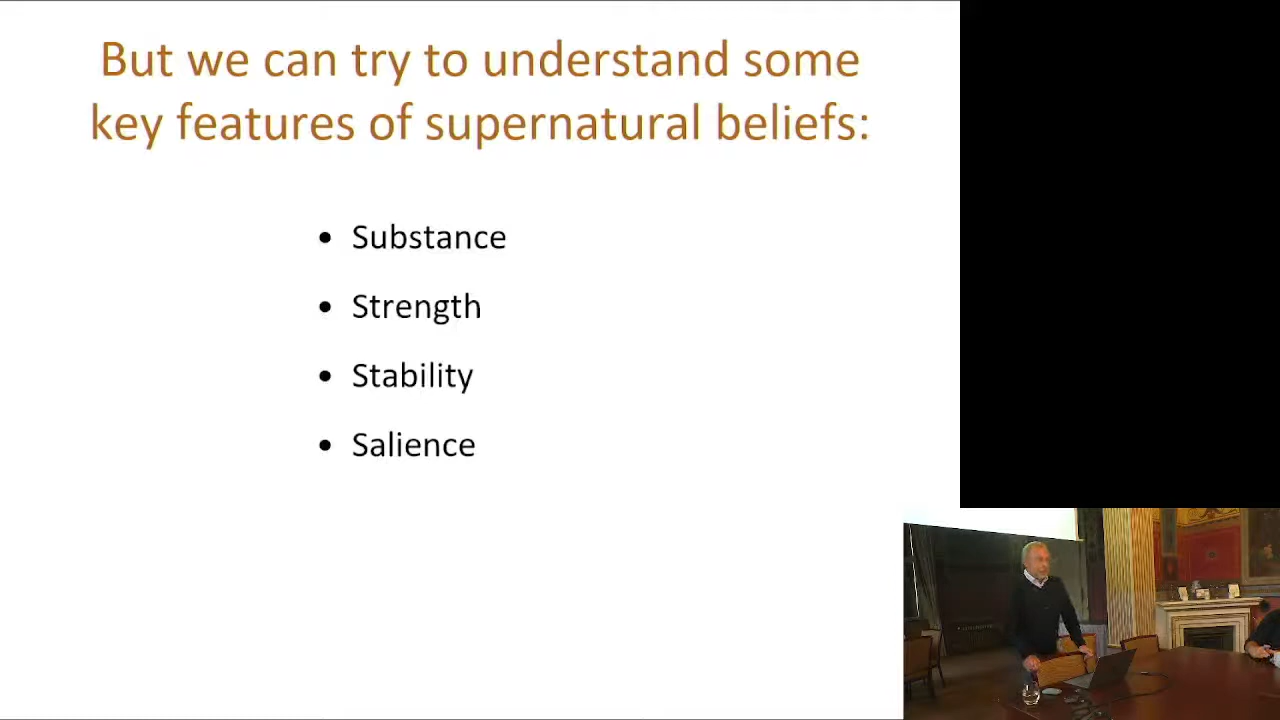 But we can try to understand some
key features of supernatural beliefs:
• Substance
• Strength
• Stability
• Salience